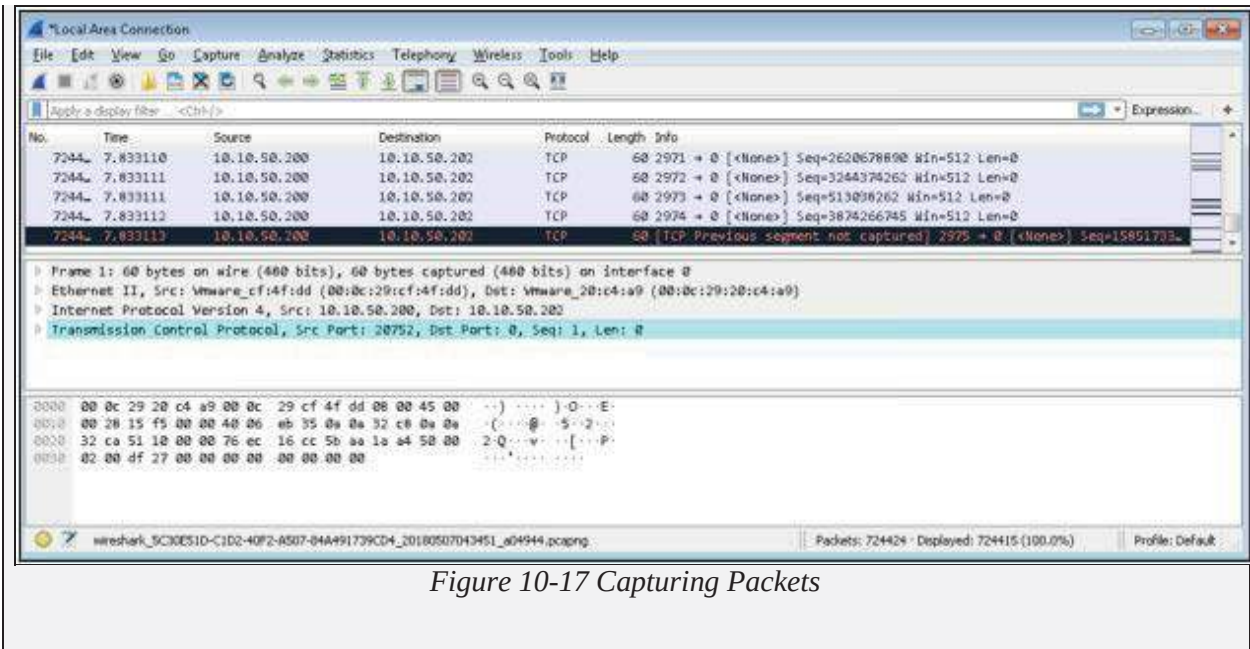 *Local Area Connection
File Edit View Go Capture Analyze Statistics Telephony Wireless Tools Help
Apply a display filter ... <Ctrl-/> Expression... +
No. Time Source Destination Protocol Length Info
7244… 7.833110 10.10.50.200 10.10.50.202 TCP 60 2971 → 0 [<None>] Seq=2620678890 Win=512 Len=0
7244… 7.833111 10.10.50.200 10.10.50.202 TCP 60 2972 → 0 [<None>] Seq=3244374262 Win=512 Len=0
7244… 7.833111 10.10.50.200 10.10.50.202 TCP 60 2973 → 0 [<None>] Seq=513038262 Win=512 Len=0
7244… 7.833112 10.10.50.200 10.10.50.202 TCP 60 2974 → 0 [<None>] Seq=3874266745 Win=512 Len=0
7244… 7.833113 10.10.50.200 10.10.50.202 TCP 60 [TCP Previous segment not captured] 2975 → 0 [<None>] Seq=15851733…
Frame 1: 60 bytes on wire (480 bits), 60 bytes captured (480 bits) on interface 0
Ethernet II, Src: Vmware_cf:4f:dd (00:0c:29:cf:4f:dd), Dst: Vmware_20:c4:a9 (00:0c:29:20:c4:a9)
Internet Protocol Version 4, Src: 10.10.50.200, Dst: 10.10.50.202
Transmission Control Protocol, Src Port: 20752, Dst Port: 0, Seq: 1, Len: 0
0000 00 0c 29 20 c4 a9 00 0c 29 cf 4f dd 08 00 45 00 ··) ···· )·O···E·
0010 00 28 15 f5 00 00 40 06 eb 35 0a 0a 32 c8 0a 0a ·(····@· ·5··2···
0020 32 ca 51 10 00 00 76 ec 16 cc 5b aa 1a a4 50 00 2·Q···v· ··[···P·
0030 02 00 df 27 00 00 00 00 00 00 00 00 ···'···· ····
wireshark_5C30E51D-C1D2-40F2-A507-04A491739CD4_20180507043451_a04944.pcapng Packets: 724424 · Displayed: 724415 (100.0%) Profile: Default
Figure 10-17 Capturing Packets